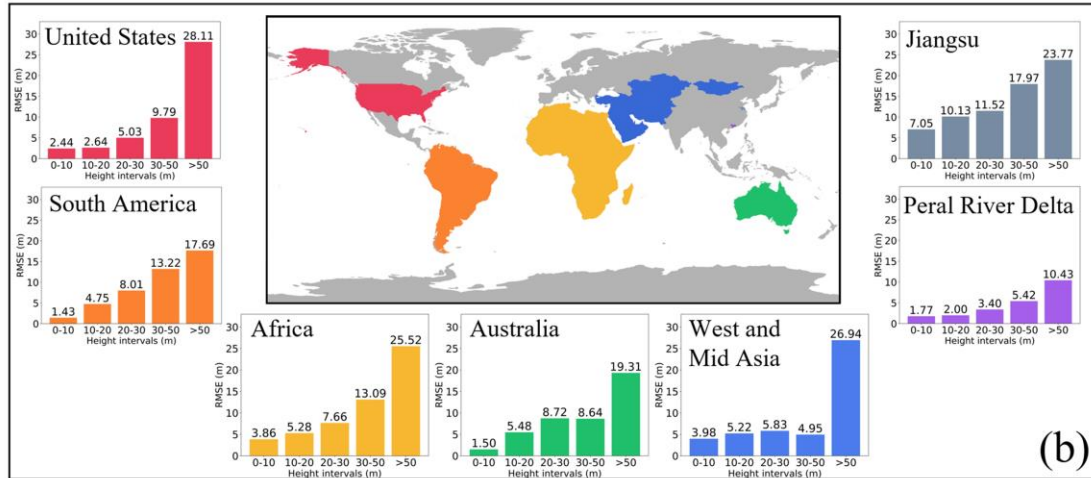 United States
RMSE (m)
30
25
20
15
10
5
0
2.44 2.64 5.03 9.79 28.11
0-10 10-20 20-30 30-50 >50
Height intervals (m)
Jiangsu
RMSE (m)
30
25
20
15
10
5
0
7.05 10.13 11.52 17.97 23.77
0-10 10-20 20-30 30-50 >50
Height intervals (m)
South America
RMSE (m)
30
25
20
15
10
5
0
1.43 4.75 8.01 13.22 17.69
0-10 10-20 20-30 30-50 >50
Height intervals (m)
Peral River Delta
RMSE (m)
30
25
20
15
10
5
0
1.77 2.00 3.40 5.42 10.43
0-10 10-20 20-30 30-50 >50
Height intervals (m)
Africa
RMSE (m)
30
25
20
15
10
5
0
3.86 5.28 7.66 13.09 25.52
0-10 10-20 20-30 30-50 >50
Height intervals (m)
Australia
RMSE (m)
30
25
20
15
10
5
0
1.50 5.48 8.72 8.64 19.31
0-10 10-20 20-30 30-50 >50
Height intervals (m)
West and
Mid Asia
RMSE (m)
30
25
20
15
10
5
0
3.98 5.22 5.83 4.95 26.94
0-10 10-20 20-30 30-50 >50
Height intervals (m)
(b)